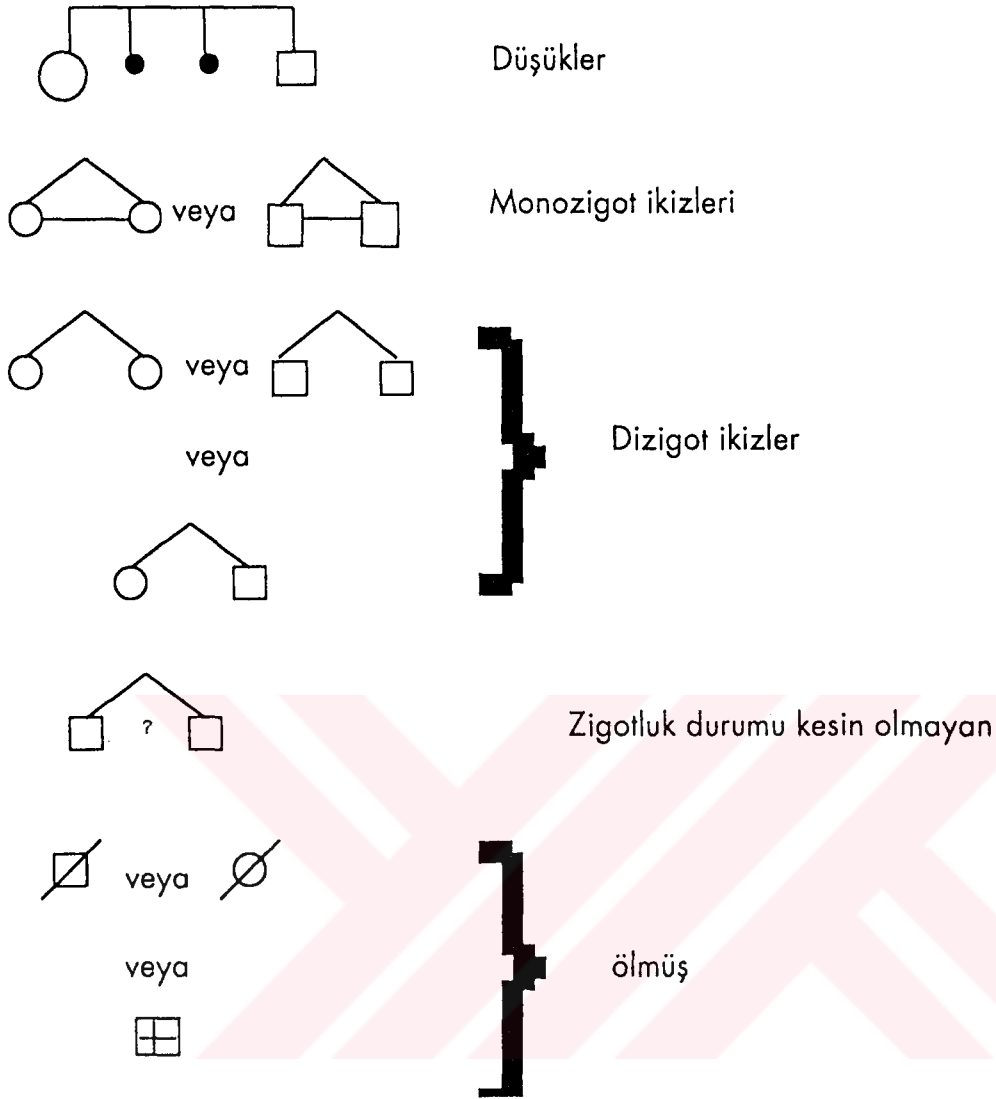 Düşükler
veya
Monozigot ikizleri
veya
Dizigot ikizler
veya
?
Zigotluk durumu kesin olmayan
veya
veya
ölmüş